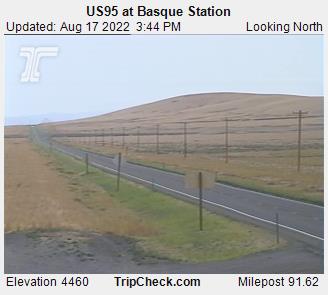 US95 at Basque Station
Updated: Aug 17 2022 3:44 PM Looking North
Elevation 4460 TripCheck.com Milepost 91.62